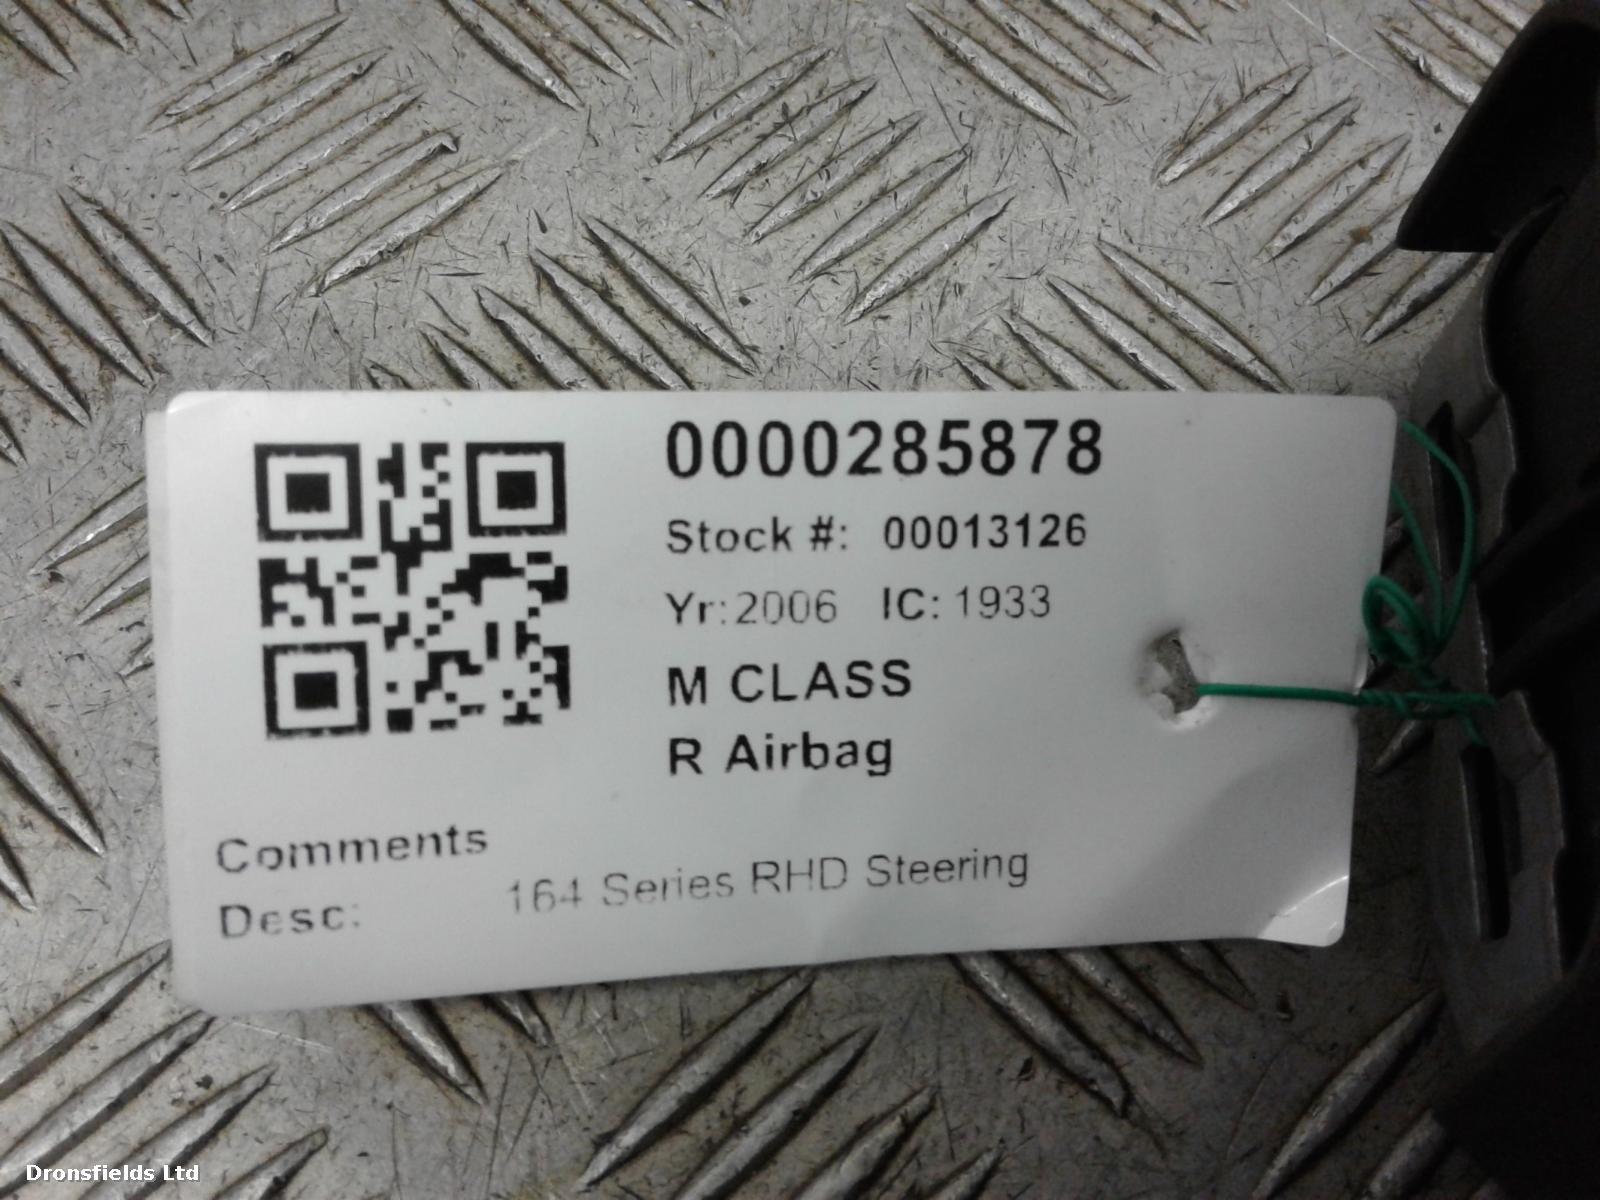 0000285878
Stock #: 00013126
Yr:2006 IC: 1933
M CLASS
R Airbag
Comments
Desc: 164 Series RHD Steering
Dronsfields Ltd